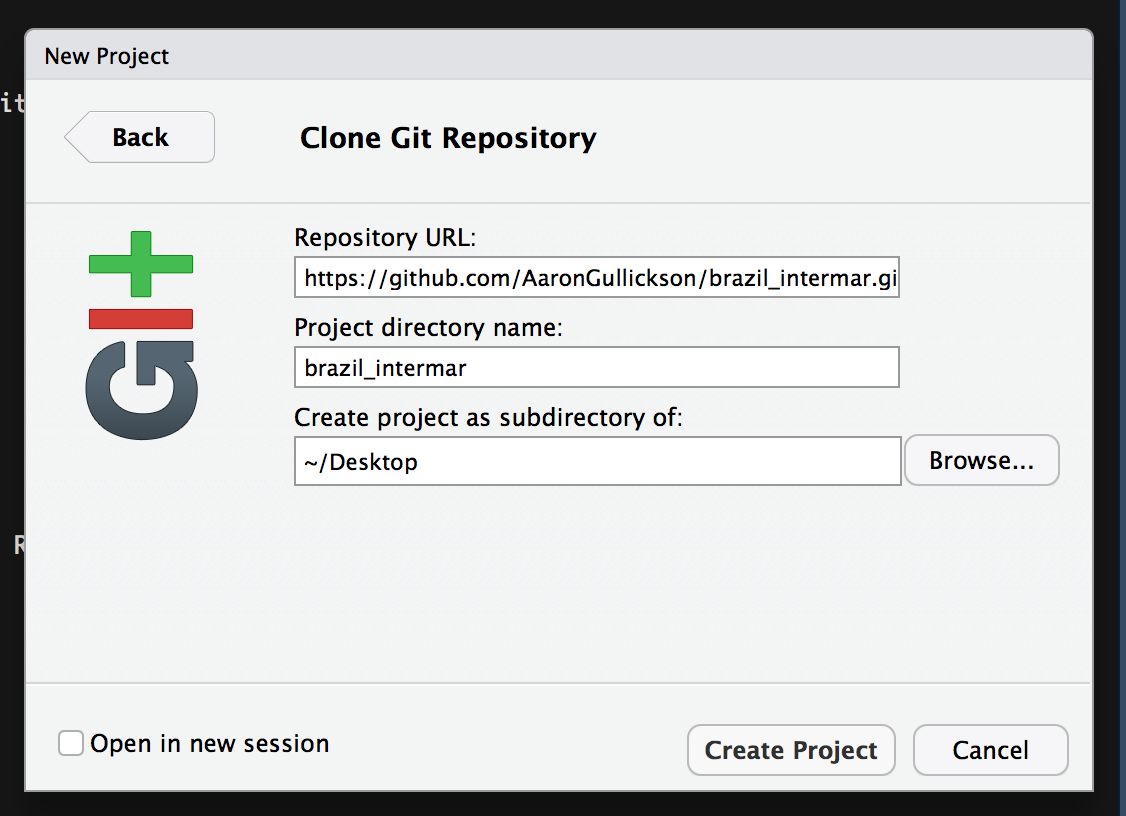 New Project
it
Back
Clone Git Repository
git
Repository URL:
https://github.com/AaronGullickson/brazil_intermar.gi
Project directory name:
brazil_intermar
Create project as subdirectory of:
~/Desktop
Browse...
R
Open in new session
Create Project
Cancel